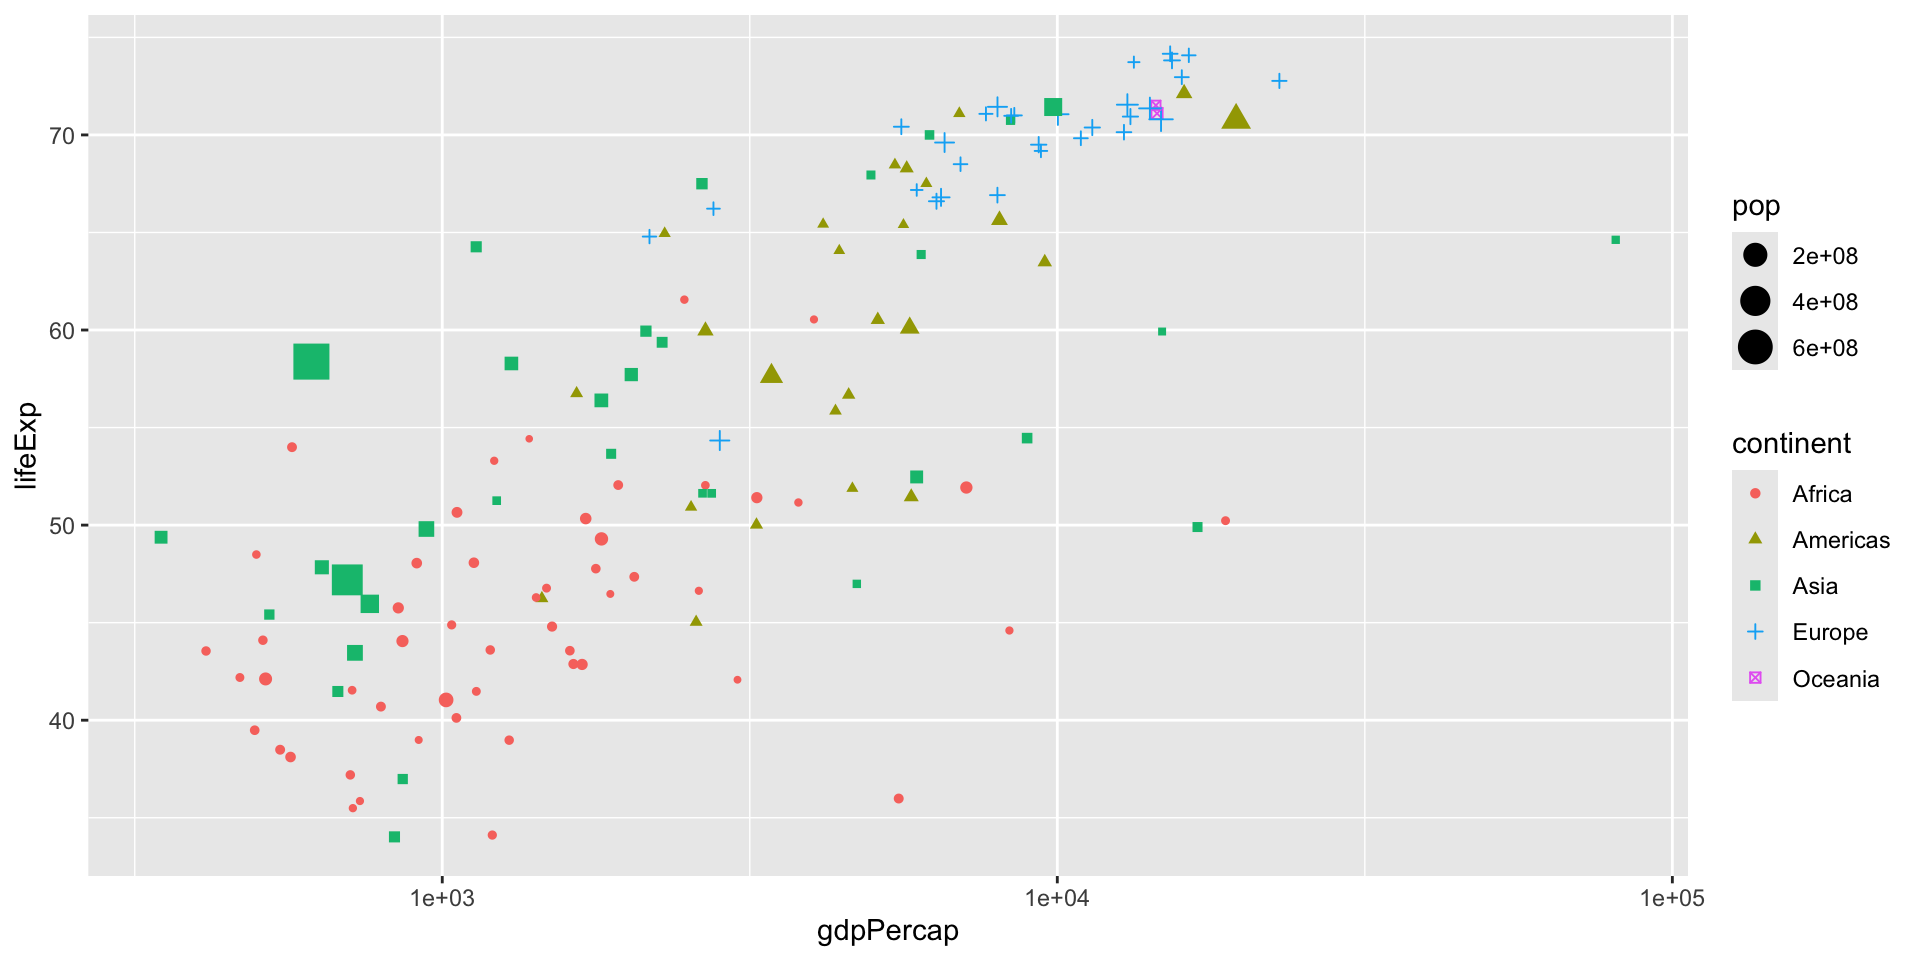 70
60
50
40
lifeExp
1e+03
1e+04
1e+05
gdpPercap
pop
2e+08
4e+08
6e+08
continent
Africa
Americas
Asia
Europe
Oceania